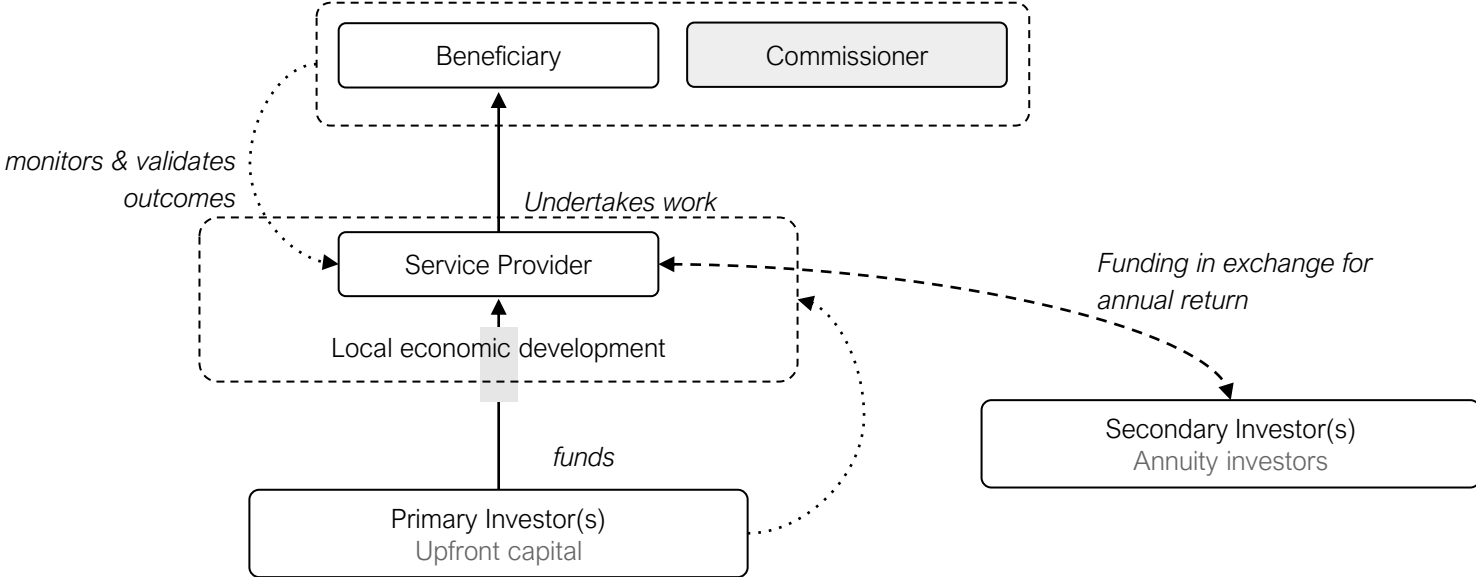 Beneficiary
Commissioner
monitors & validates
outcomes
Undertakes work
Service Provider
Funding in exchange for
annual return
Local economic development
funds
Secondary Investor(s)
Annuity investors
Primary Investor(s)
Upfront capital